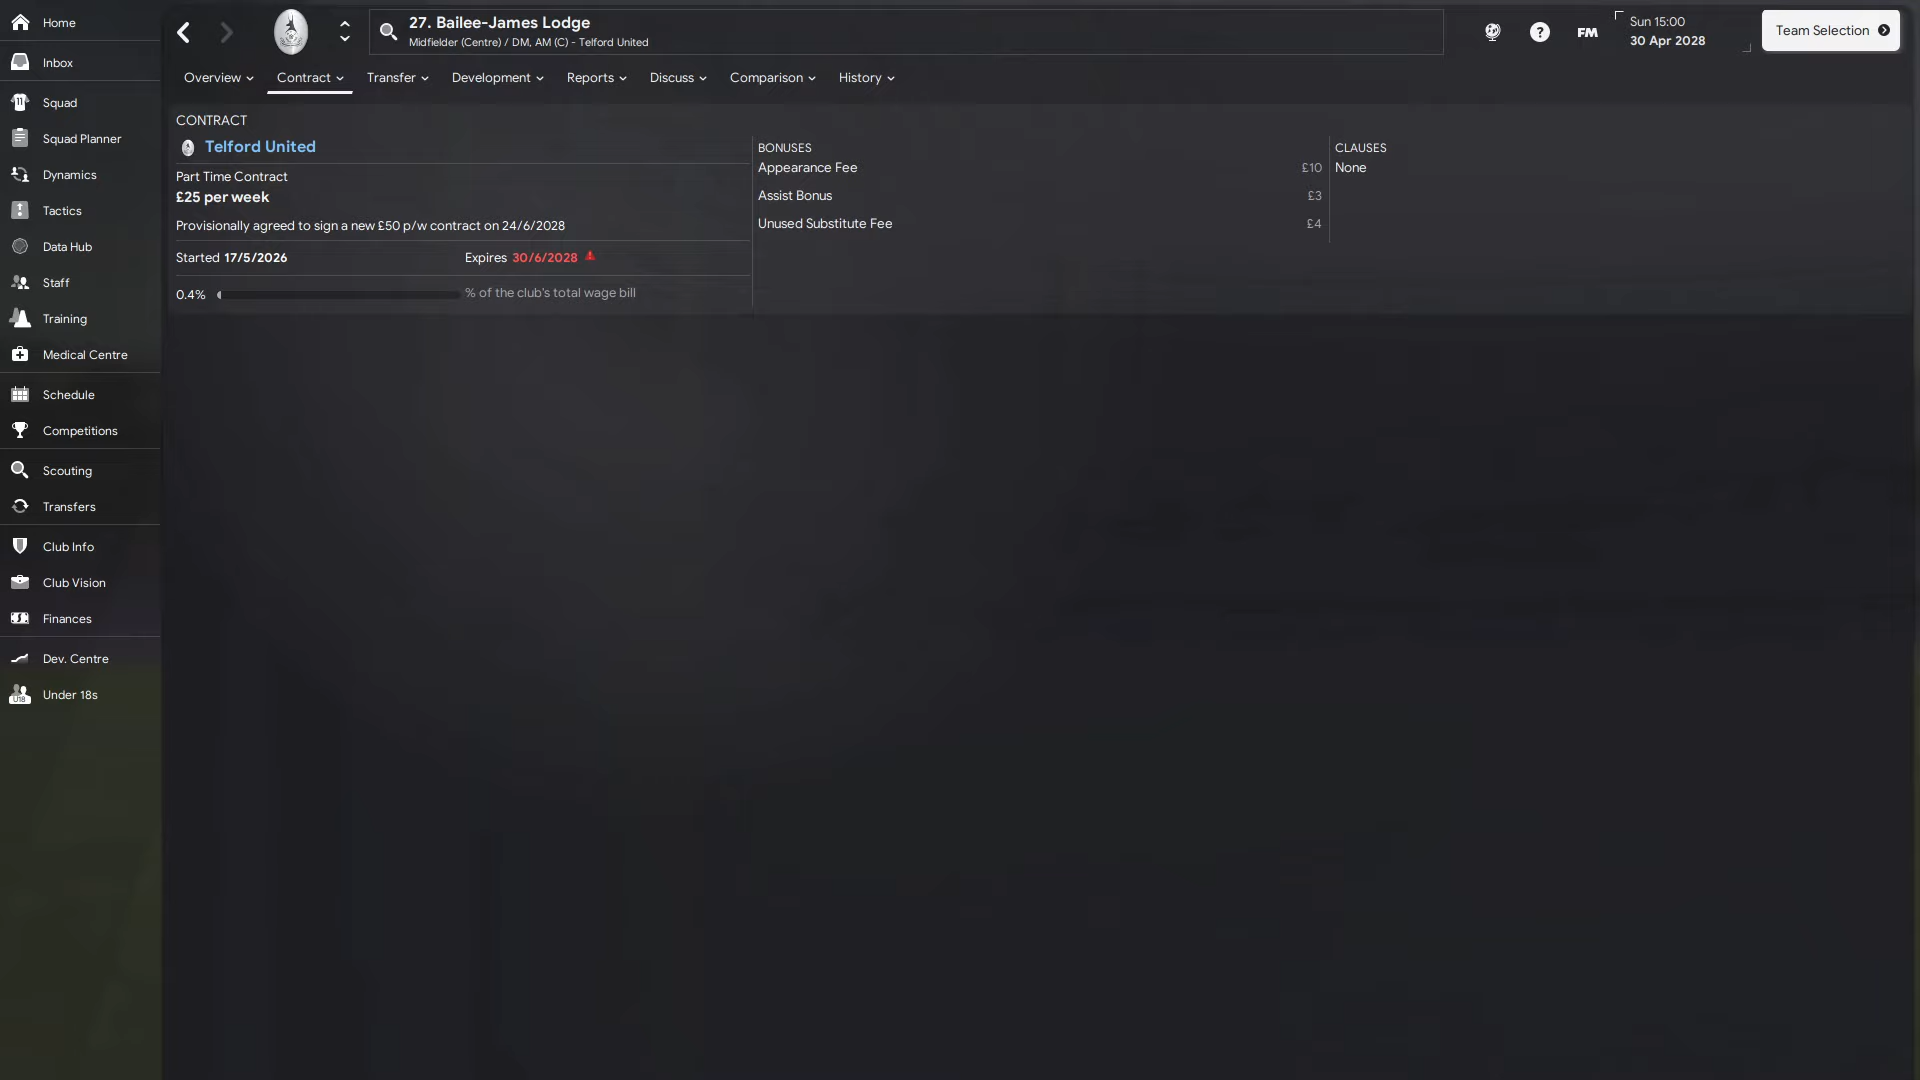 Home
Inbox
Squad
Squad Planner
Dynamics
Tactics
Data Hub
Staff
Training
Medical Centre
Schedule
Competitions
Scouting
Transfers
Club Info
Club Vision
Finances
Dev. Centre
U18
Under 18s
27. Bailee-James Lodge
Midfielder (Centre) / DM, AM (C) - Telford United
?
FM
Sun 15:00
30 Apr 2028
Team Selection
Overview
Contract
Transfer
Development
Reports
Discuss
Comparison
History
CONTRACT
Telford United
Part Time Contract
£25 per week
Provisionally agreed to sign a new £50 p/w contract on 24/6/2028
Started 17/5/2026
Expires 30/6/2028
0.4%
% of the club's total wage bill
BONUSES
Appearance Fee £10
Assist Bonus £3
Unused Substitute Fee £4
CLAUSES
None